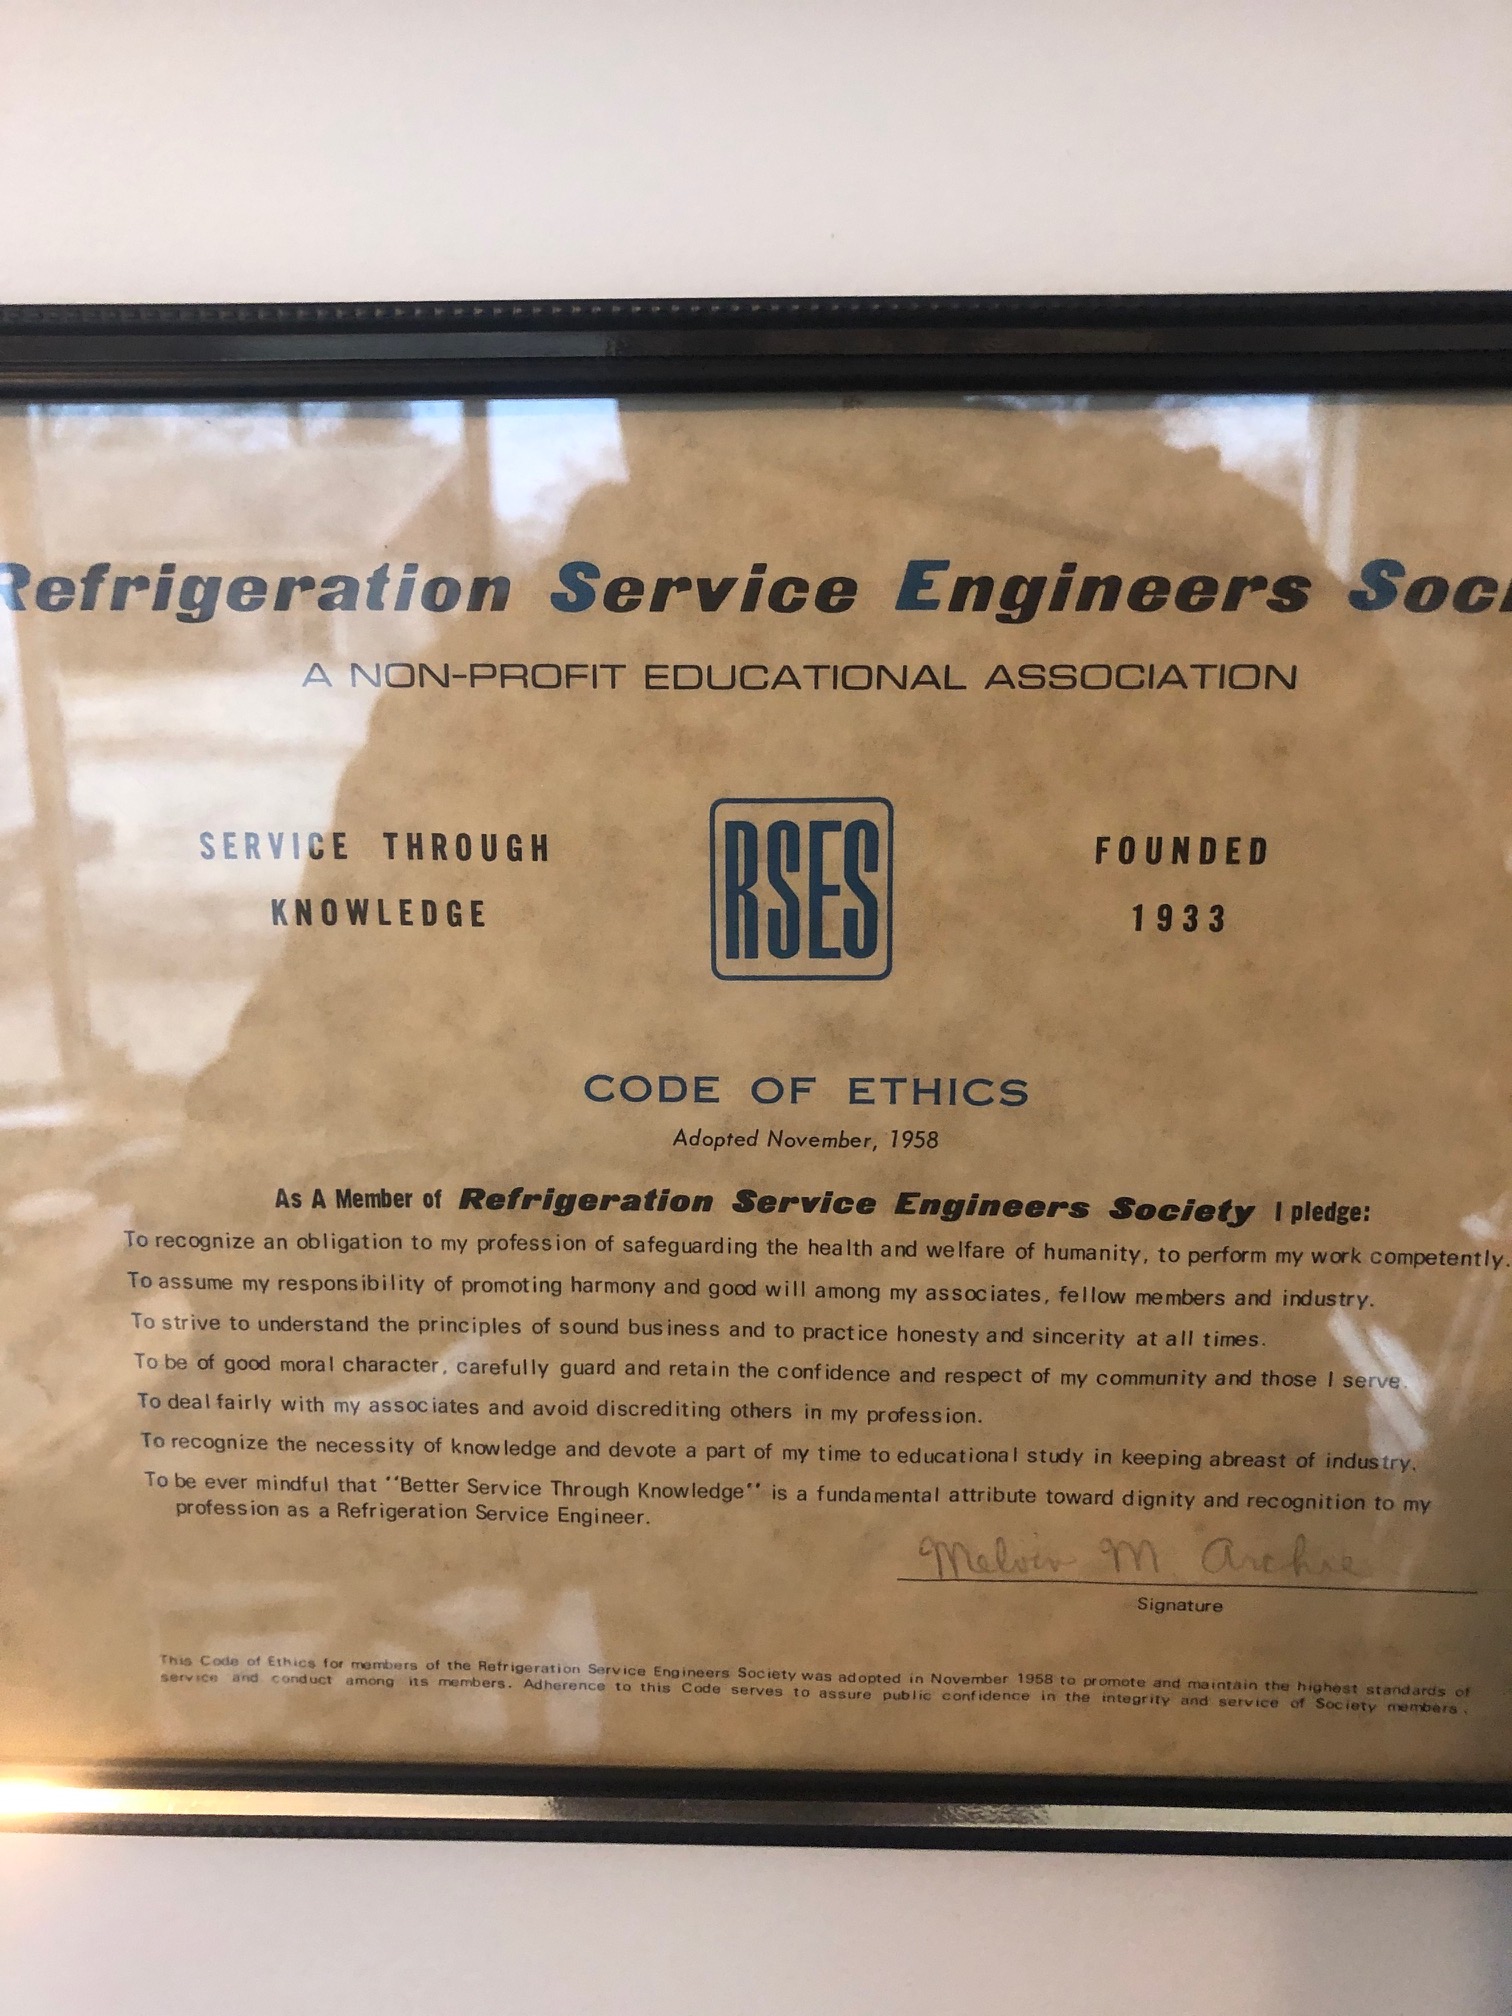 Refrigeration Service Engineers Soci
A NON-PROFIT EDUCATIONAL ASSOCIATION
SERVICE THROUGH
KNOWLEDGE
RSES
FOUNDED
1933
CODE OF ETHICS
Adopted November, 1958
As A Member of Refrigeration Service Engineers Society I pledge:
To recognize an obligation to my profession of safeguarding the health and welfare of humanity, to perform my work competently.
To assume my responsibility of promoting harmony and good will among my associates, fellow members and industry.
To strive to understand the principles of sound business and to practice honesty and sincerity at all times.
To be of good moral character, carefully guard and retain the confidence and respect of my community and those I serve.
To deal fairly with my associates and avoid discrediting others in my profession.
To recognize the necessity of knowledge and devote a part of my time to educational study in keeping abreast of industry.
To be ever mindful that "Better Service Through Knowledge" is a fundamental attribute toward dignity and recognition to my
profession as a Refrigeration Service Engineer.
Melvin M. Archie
Signature
This Code of Ethics for members of the Refrigeration Service Engineers Society was adopted in November 1958 to promote and maintain the highest standards of
service and conduct among its members. Adherence to this Code serves to assure public confidence in the integrity and service of Society members.